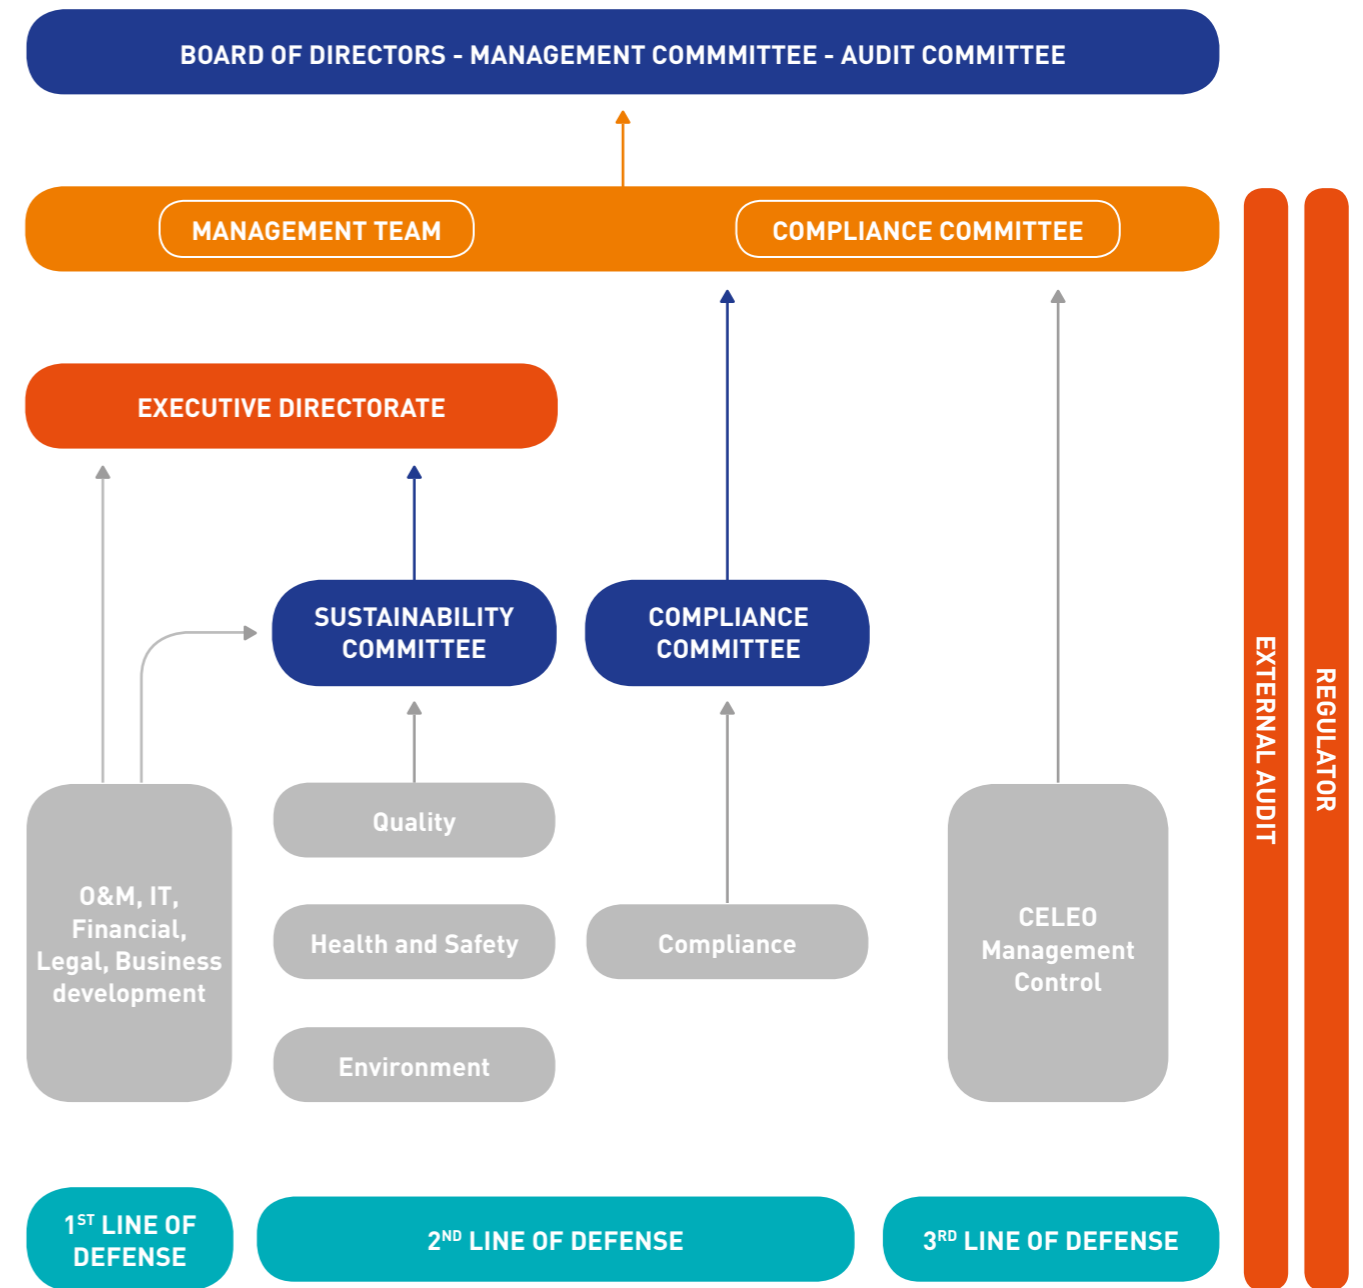 BOARD OF DIRECTORS - MANAGEMENT COMMMITTEE - AUDIT COMMITTEE
MANAGEMENT TEAM
COMPLIANCE COMMITTEE
EXECUTIVE DIRECTORATE
SUSTAINABILITY
COMMITTEE
COMPLIANCE
COMMITTEE
O&M, IT,
Financial,
Legal, Business
development
Quality
Health and Safety
Environment
Compliance
CELEO
Management
Control
EXTERNAL AUDIT
REGULATOR
1ST LINE OF
DEFENSE
2ND LINE OF DEFENSE
3RD LINE OF DEFENSE